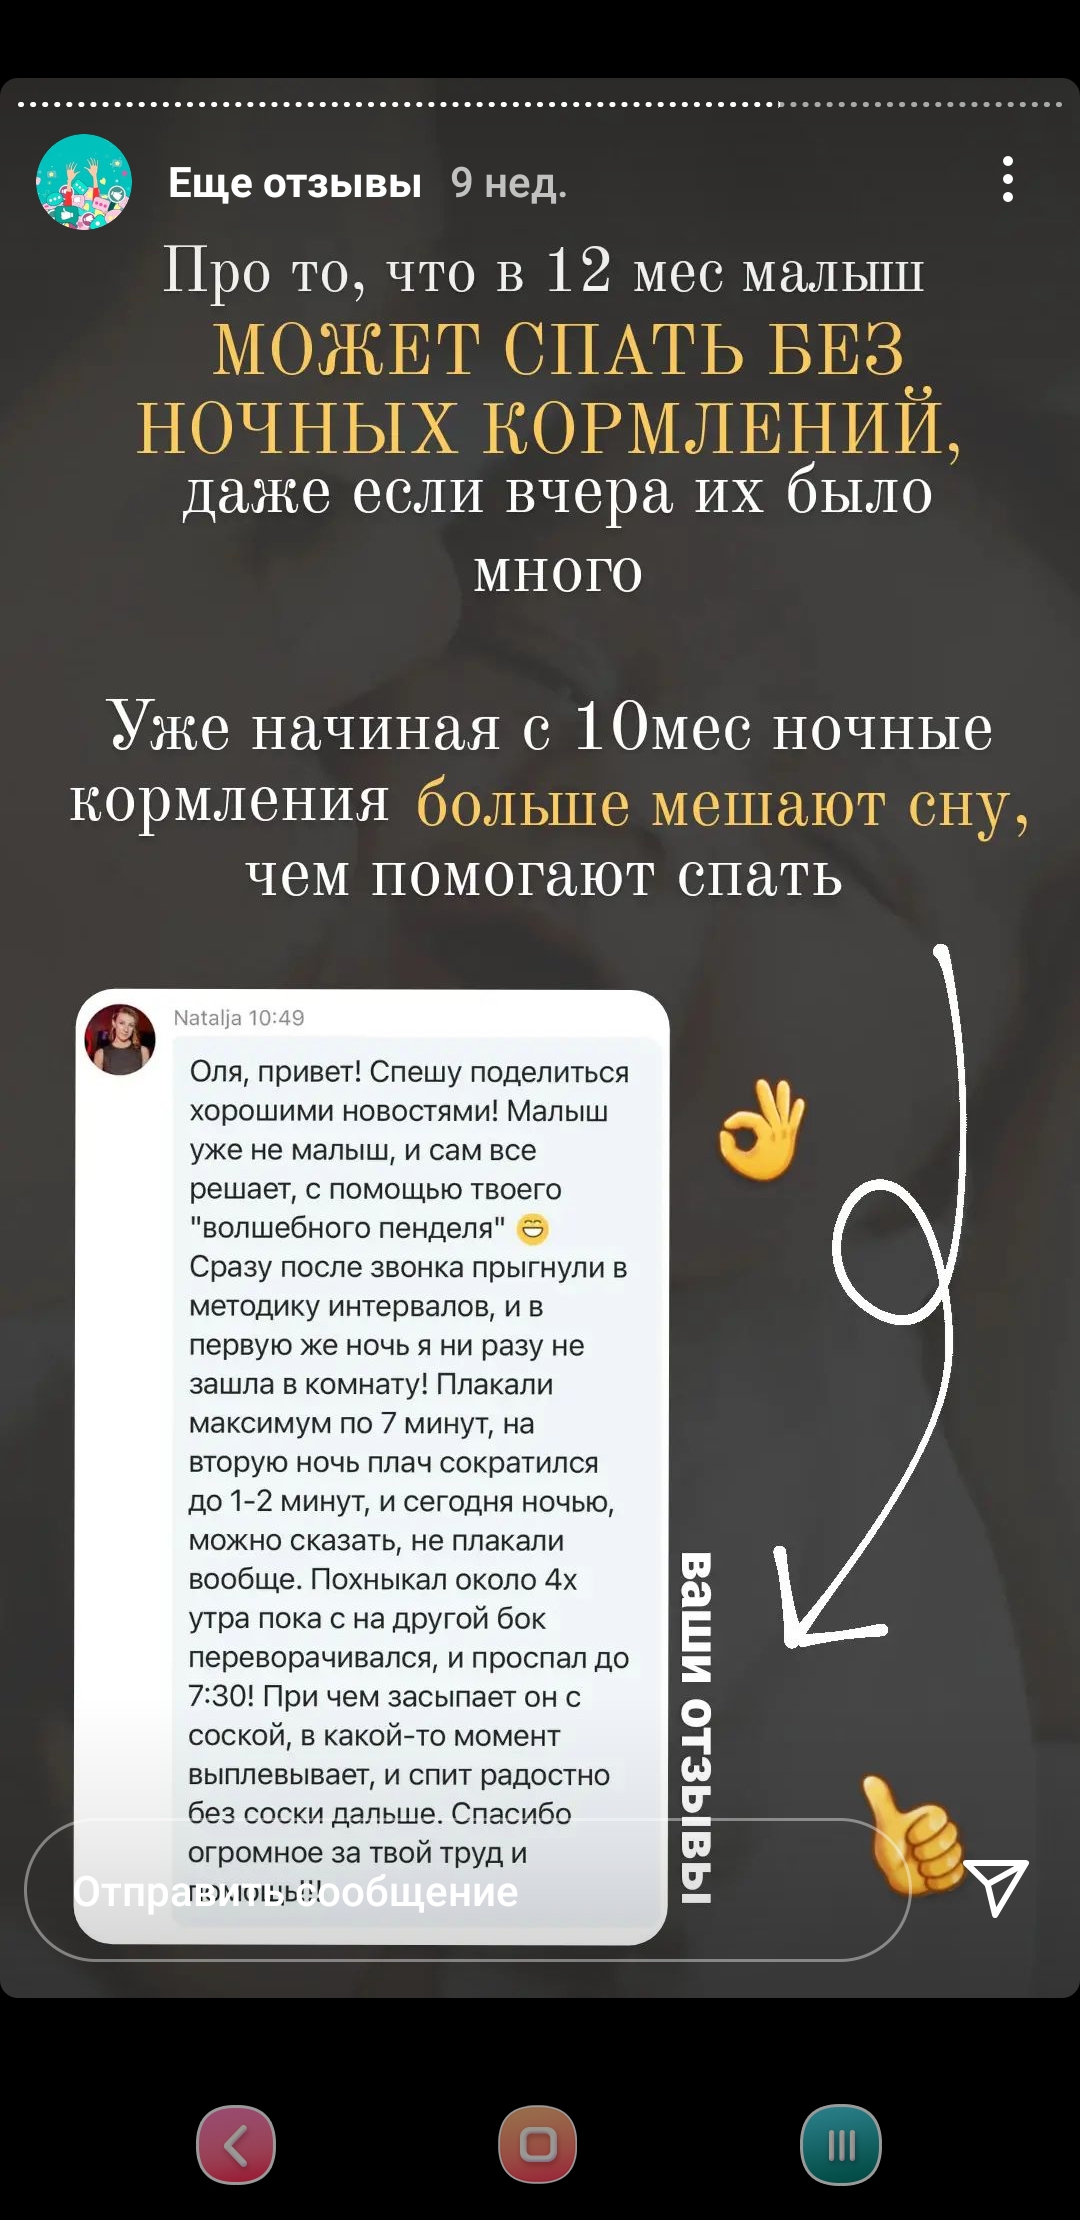 Еще отзывы 9 нед.
Про то, что в 12 мес малыш
МОЖЕТ СПАТЬ БЕЗ
НОЧНЫХ КОРМЛЕНИЙ,
даже если вчера их было
много
Уже начиная с 10мес ночные
кормления больше мешают сну,
чем помогают спать
Natalja 10:49
Оля, привет! Спешу поделиться
хорошими новостями! Малыш
уже не малыш, и сам все
решает, с помощью твоего
"волшебного пенделя" 😁
Сразу после звонка прыгнули в
методику интервалов, и в
первую же ночь я ни разу не
зашла в комнату! Плакали
максимум по 7 минут, на
вторую ночь плач сократился
до 1-2 минут, и сегодня ночью,
можно сказать, не плакали
вообще. Похныкал около 4х
утра пока с на другой бок
переворачивался, и проспал до
7:30! При чем засыпает он с
соской, в какой-то момент
выплевывает, и спит радостно
без соски дальше. Спасибо
огромное за твой труд и
помощь!!!
ваши отзывы
Отправить сообщение